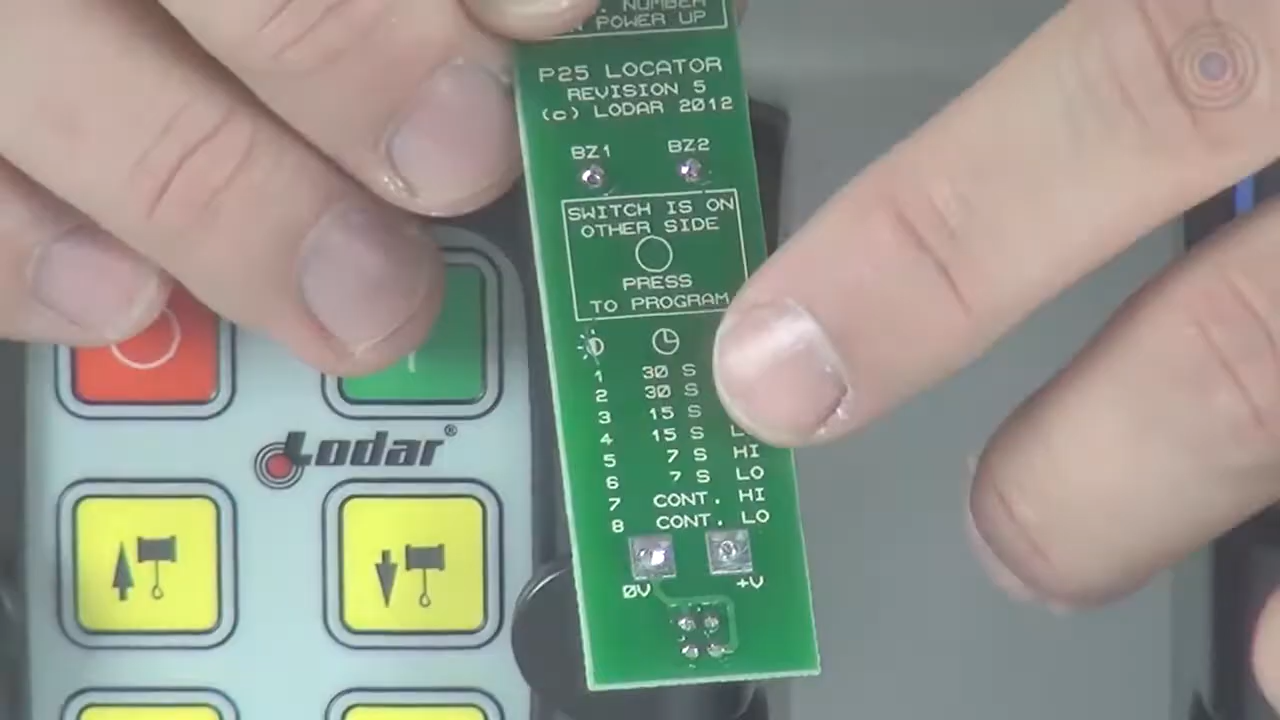 NUMBER
POWER UP
P25 LOCATOR
REVISION 5
(c) LODAR 2012
BZ1 BZ2
SWITCH IS ON
OTHER SIDE
PRESS
TO PROGRAM
1 30 S
2 30 S
3 15 S
4 15 S
5 7 S HI
6 7 S LO
7 CONT. HI
8 CONT. LO
0V +V
Lodar®